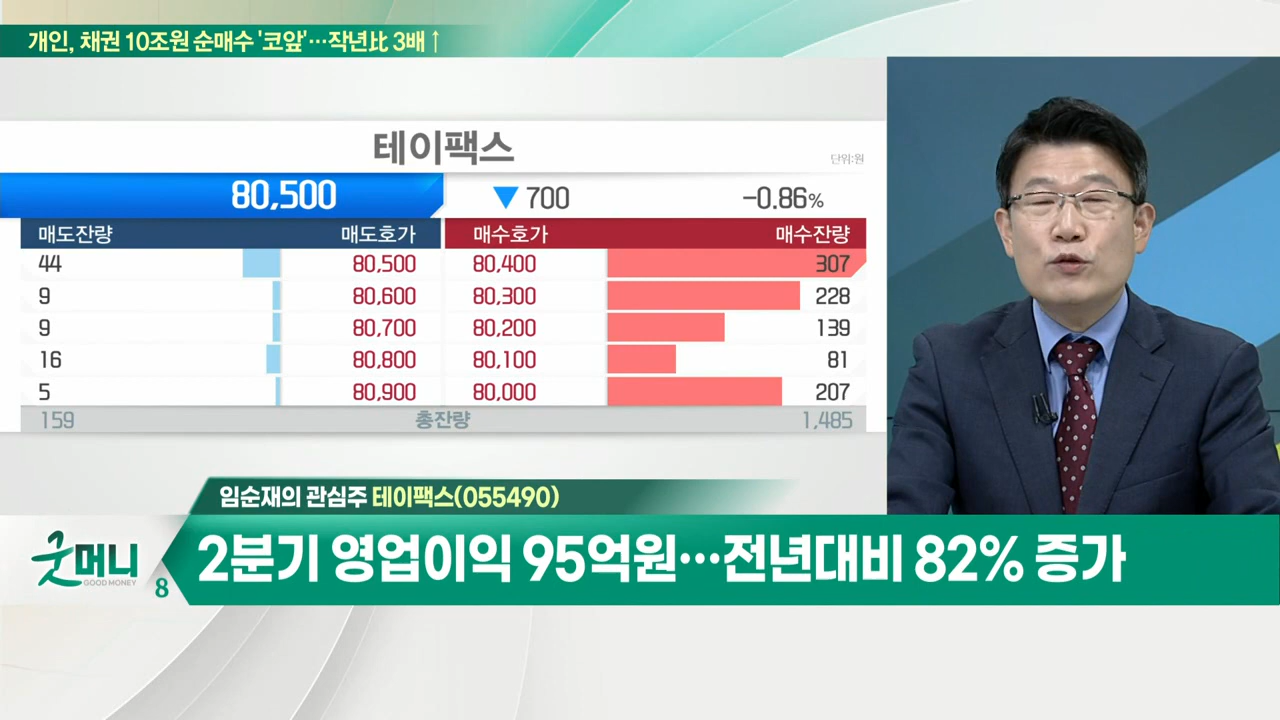 개인, 채권 10조원 순매수 '코앞'…작년比 3배↑
테이팩스
단위:원
80,500 ▼ 700 -0.86%
매도잔량 매도호가 매수호가 매수잔량
44 80,500 80,400 307
9 80,600 80,300 228
9 80,700 80,200 139
16 80,800 80,100 81
5 80,900 80,000 207
159 총잔량 1,485
임순재의 관심주 테이팩스(055490)
굿머니
GOOD MONEY
8
2분기 영업이익 95억원…전년대비 82% 증가